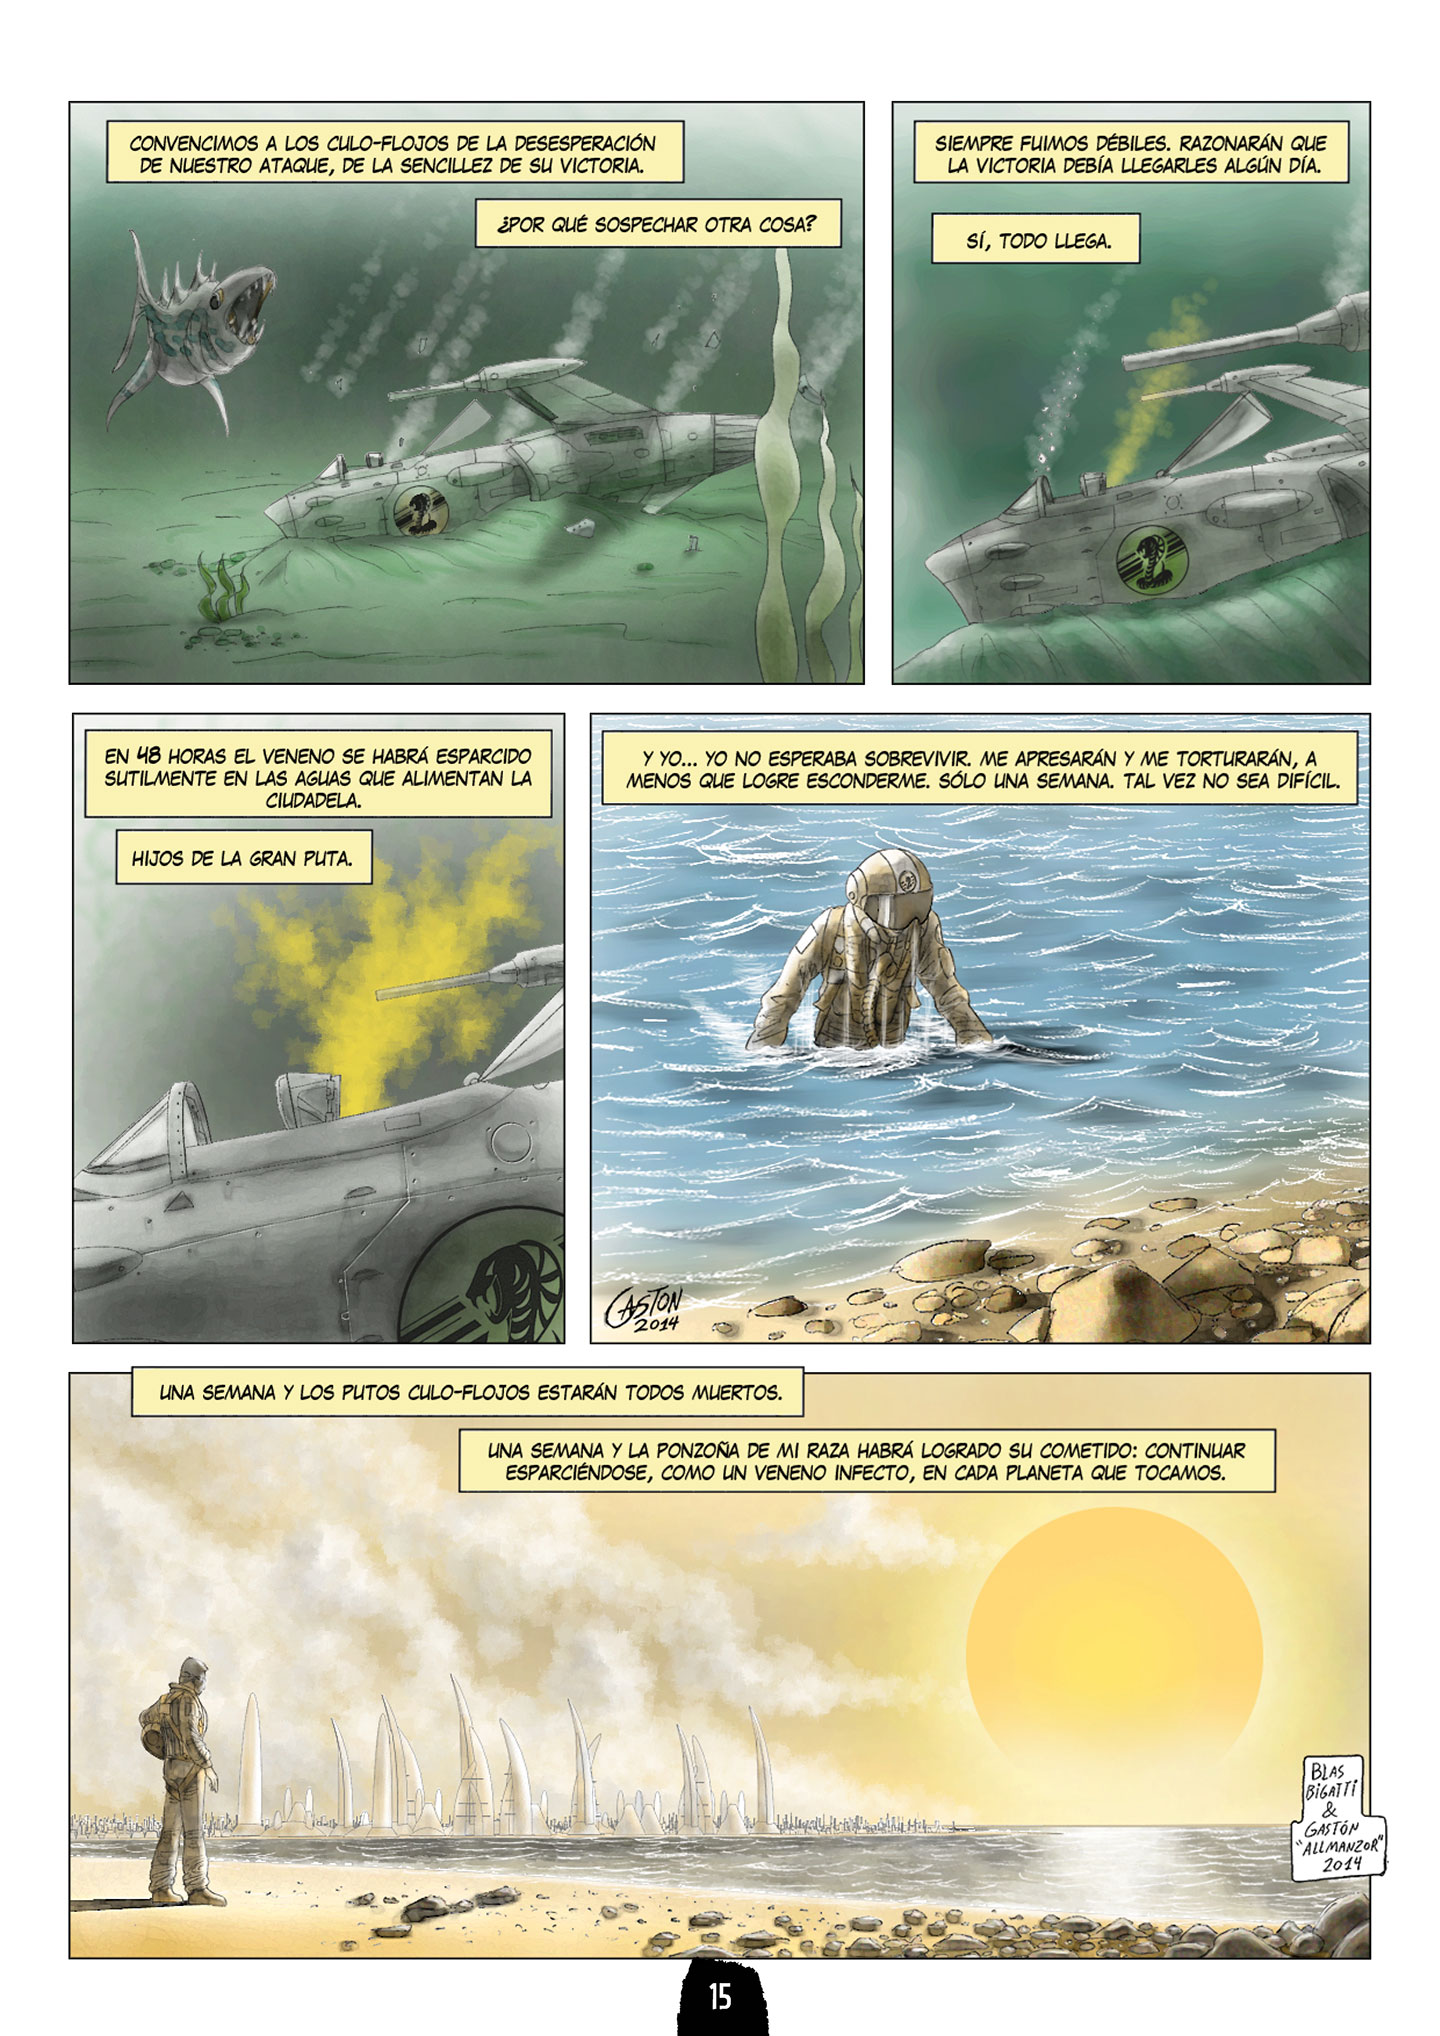 CONVENCIMOS A LOS CULO-FLOJOS DE LA DESESPERACIÓN
DE NUESTRO ATAQUE, DE LA SENCILLEZ DE SU VICTORIA.
¿POR QUÉ SOSPECHAR OTRA COSA?
SIEMPRE FUIMOS DÉBILES. RAZONARÁN QUE
LA VICTORIA DEBÍA LLEGARLES ALGÚN DÍA.
SÍ, TODO LLEGA.
EN 48 HORAS EL VENENO SE HABRÁ ESPARCIDO
SUTILMENTE EN LAS AGUAS QUE ALIMENTAN LA
CIUDADELA.
HIJOS DE LA GRAN PUTA.
Y YO... YO NO ESPERABA SOBREVIVIR. ME APRESARÁN Y ME TORTURARÁN, A
MENOS QUE LOGRE ESCONDERME. SÓLO UNA SEMANA. TAL VEZ NO SEA DIFÍCIL.
GASTON
2014
UNA SEMANA Y LOS PUTOS CULO-FLOJOS ESTARÁN TODOS MUERTOS.
UNA SEMANA Y LA PONZOÑA DE MI RAZA HABRÁ LOGRADO SU COMETIDO: CONTINUAR
ESPARCIÉNDOSE, COMO UN VENENO INFECTO, EN CADA PLANETA QUE TOCAMOS.
BLAS
BIGATTI
&
GASTÓN
"ALLMANZOR"
2014
15